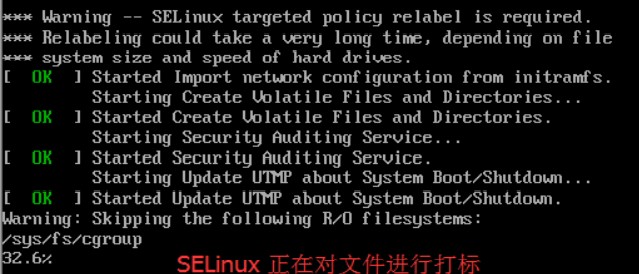 *** Warning -- SELinux targeted policy relabel is required.
*** Relabeling could take a very long time, depending on file
*** system size and speed of hard drives.
[  OK  ] Started Import network configuration from initramfs.
         Starting Create Volatile Files and Directories...
[  OK  ] Started Create Volatile Files and Directories.
         Starting Security Auditing Service...
[  OK  ] Started Security Auditing Service.
         Starting Update UTMP about System Boot/Shutdown...
[  OK  ] Started Update UTMP about System Boot/Shutdown.
Warning: Skipping the following R/O filesystems:
/sys/fs/cgroup
32.6%
SELinux 正在对文件进行打标